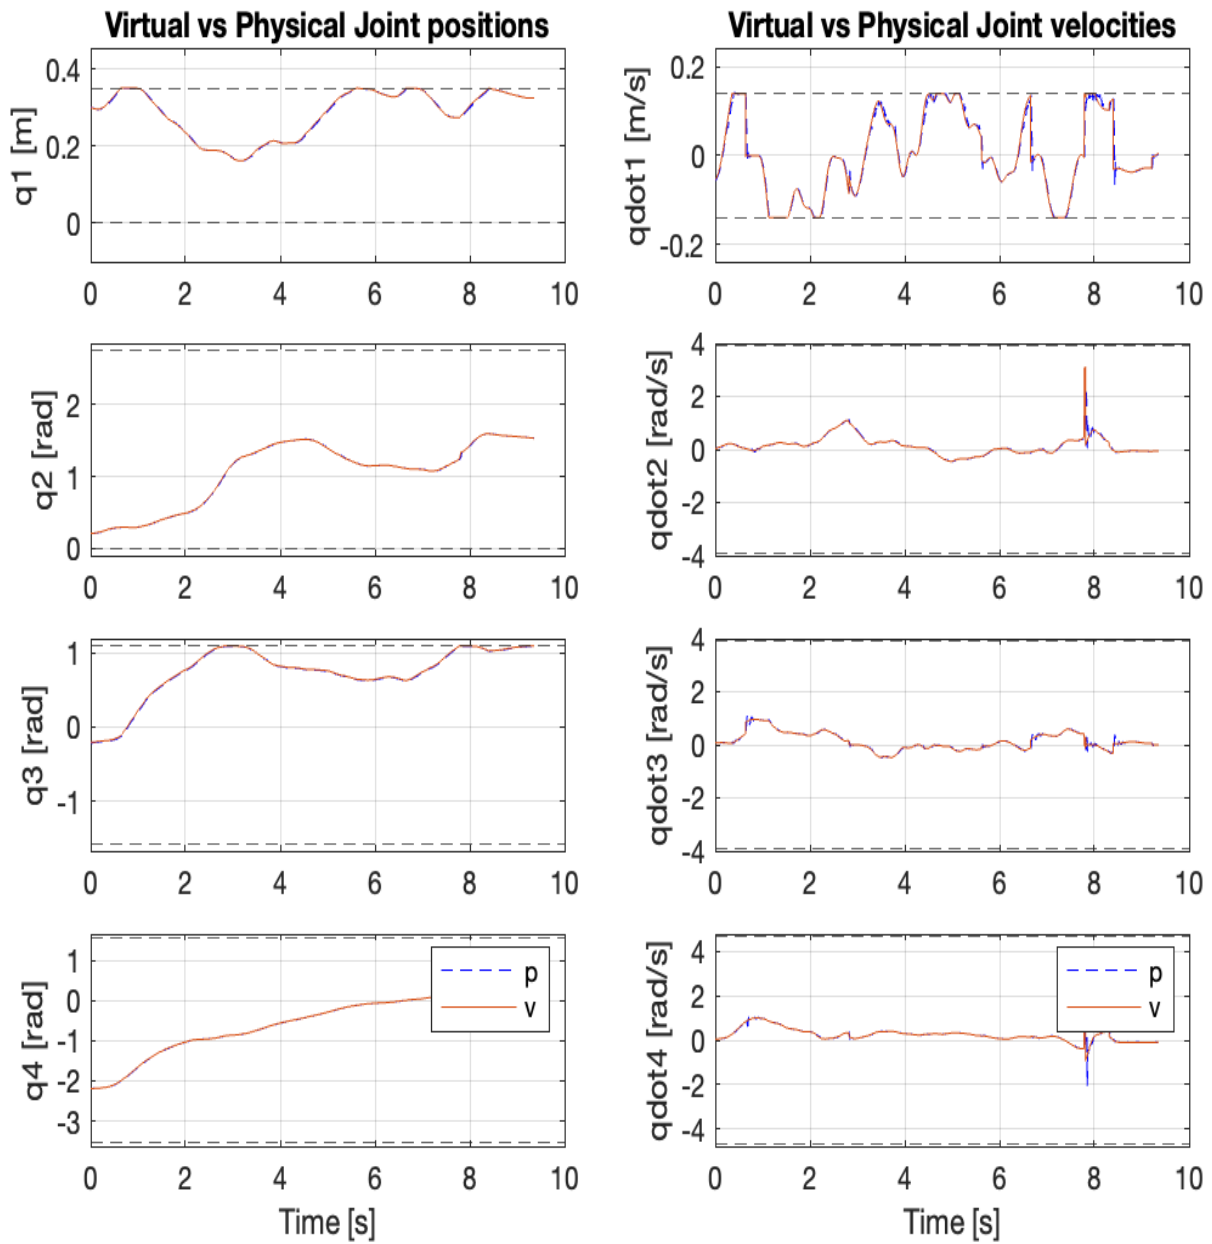 Virtual vs Physical Joint positions
q1 [m]
0.4
0.2
0
0 2 4 6 8 10
Virtual vs Physical Joint velocities
qdot1 [m/s]
0.2
0
-0.2
0 2 4 6 8 10
q2 [rad]
2
1
0
0 2 4 6 8 10
qdot2 [rad/s]
4
2
0
-2
-4
0 2 4 6 8 10
q3 [rad]
1
0
-1
0 2 4 6 8 10
qdot3 [rad/s]
4
2
0
-2
-4
0 2 4 6 8 10
q4 [rad]
1
0
-1
-2
-3
p
v
0 2 4 6 8 10
Time [s]
qdot4 [rad/s]
4
2
0
-2
-4
p
v
0 2 4 6 8 10
Time [s]